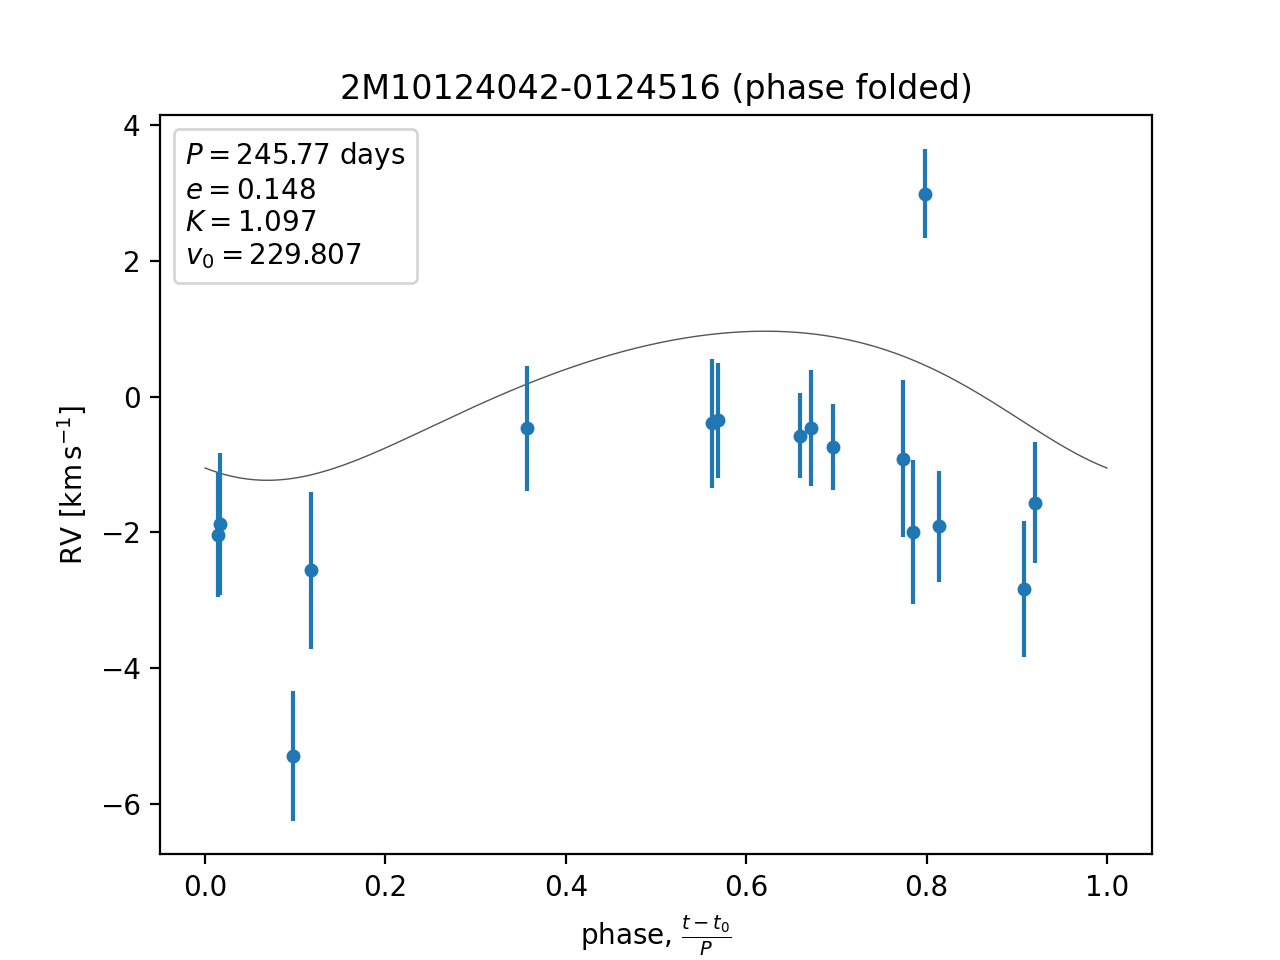 2M10124042-0124516 (phase folded)
P = 245.77 days
e = 0.148
K = 1.097
v₀ = 229.807
4
2
0
−2
−4
−6
RV [km s⁻¹]
0.0 0.2 0.4 0.6 0.8 1.0
phase, (t − t₀)/P